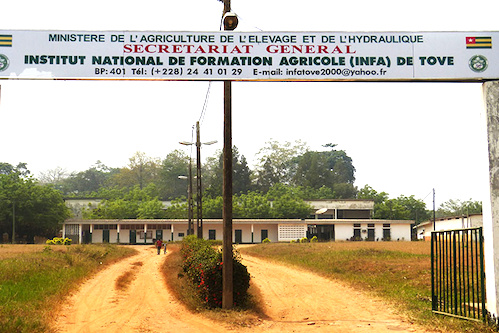 MINISTERE DE L'AGRICULTURE DE L'ELEVAGE ET DE L'HYDRAULIQUE
SECRETARIAT GENERAL
INSTITUT NATIONAL DE FORMATION AGRICOLE (INFA) DE TOVE
BP: 401 Tél: (+228) 24 41 01 29 E-mail: infatove2000@yahoo.fr